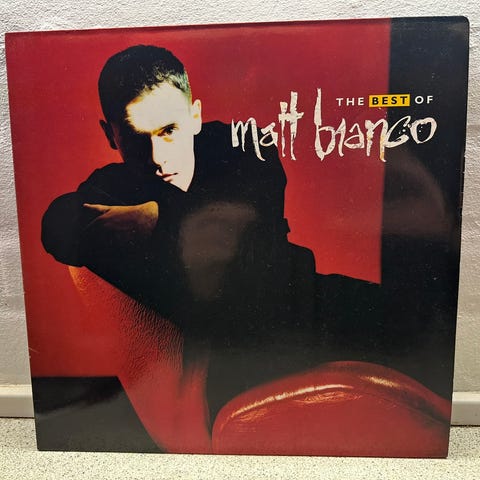 THE BEST OF
matt bianco